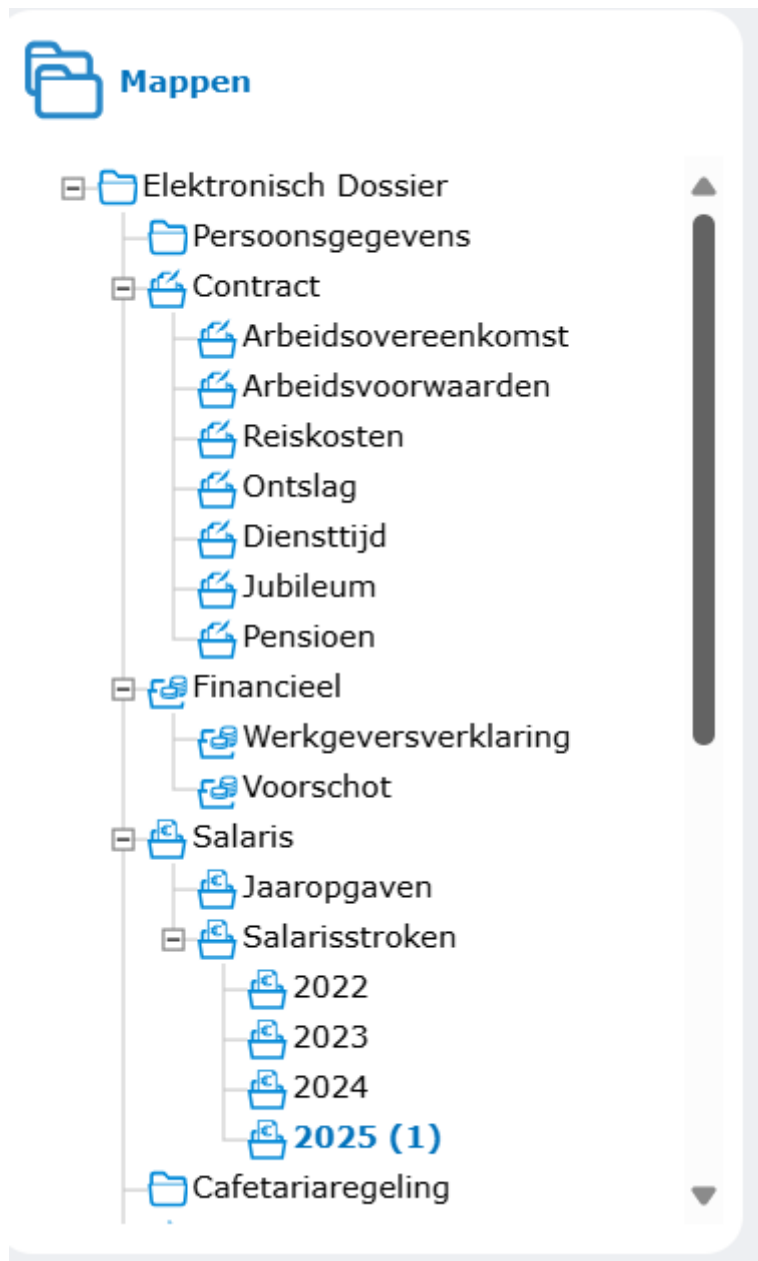 Mappen
Elektronisch Dossier
Persoonsgegevens
Contract
Arbeidsovereenkomst
Arbeidsvoorwaarden
Reiskosten
Ontslag
Diensttijd
Jubileum
Pensioen
Financieel
Werkgeversverklaring
Voorschot
Salaris
Jaaropgaven
Salarisstroken
2022
2023
2024
2025 (1)
Cafetariaregeling